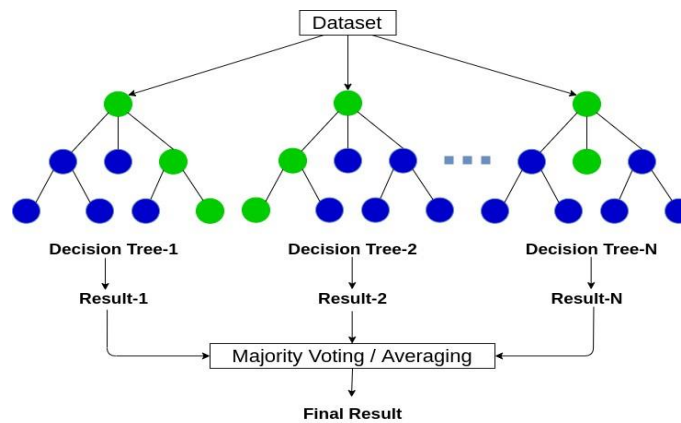 Dataset
Decision Tree-1
Decision Tree-2
Decision Tree-N
Result-1
Result-2
Result-N
Majority Voting / Averaging
Final Result